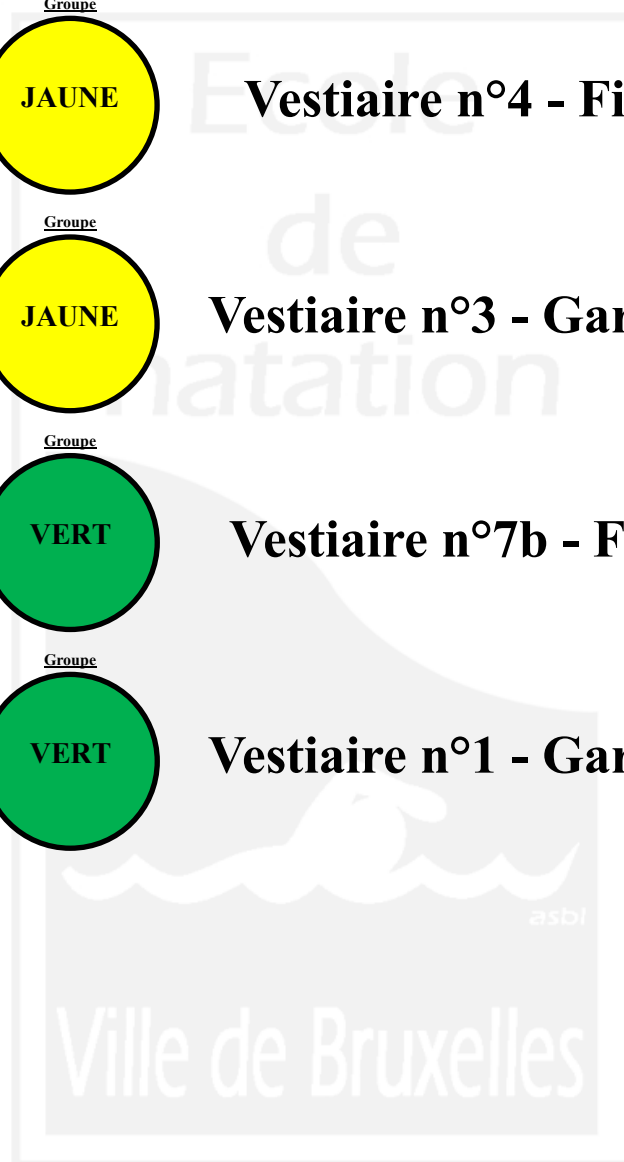 Groupe
JAUNE
Vestiaire n°4 - Fi
Groupe
JAUNE
Vestiaire n°3 - Gar
Groupe
VERT
Vestiaire n°7b - F
Groupe
VERT
Vestiaire n°1 - Gar
Ecole
de
natation
asbl
Ville de Bruxelles